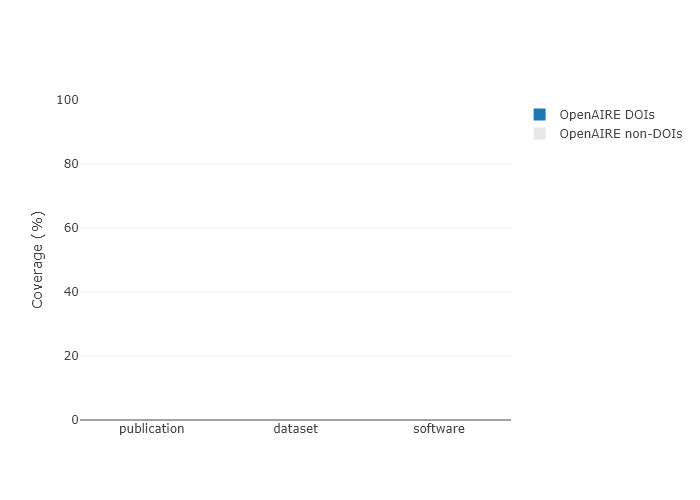 100
80
60
40
20
0
Coverage (%)
publication
dataset
software
OpenAIRE DOIs
OpenAIRE non-DOIs